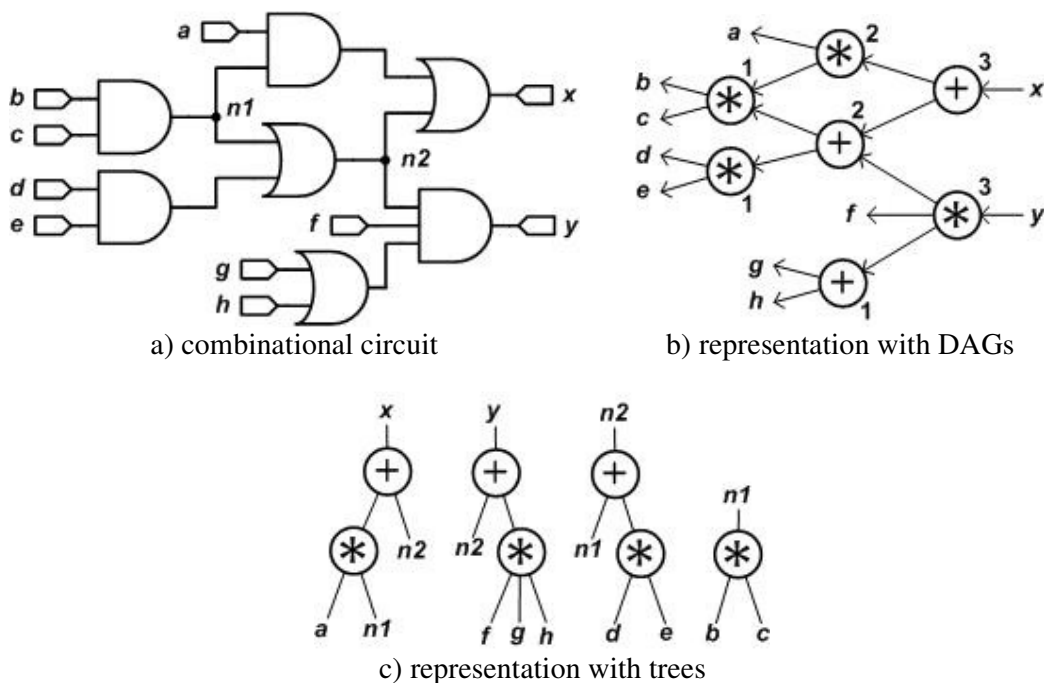 a
b
c
n1
d
e
n2
f
g
h
x
y
a) combinational circuit
a
2
*
1
b
*
c
3
+
x
2
+
d
*
e
1
f
3
*
y
g
+
h
1
b) representation with DAGs
x
+
*
n2
a
n1
y
+
n2
*
f
g
h
n2
+
n1
*
d
e
n1
*
b
c
c) representation with trees